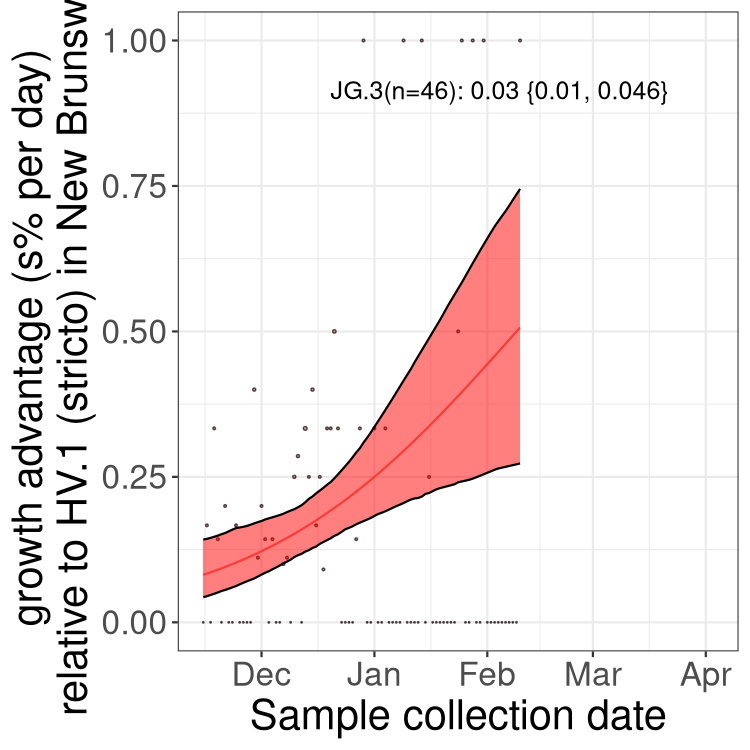 growth advantage (s% per day)
relative to HV.1 (stricto) in New Brunsw
1.00
0.75
0.50
0.25
0.00
JG.3(n=46): 0.03 {0.01, 0.046}
Dec Jan Feb Mar Apr
Sample collection date